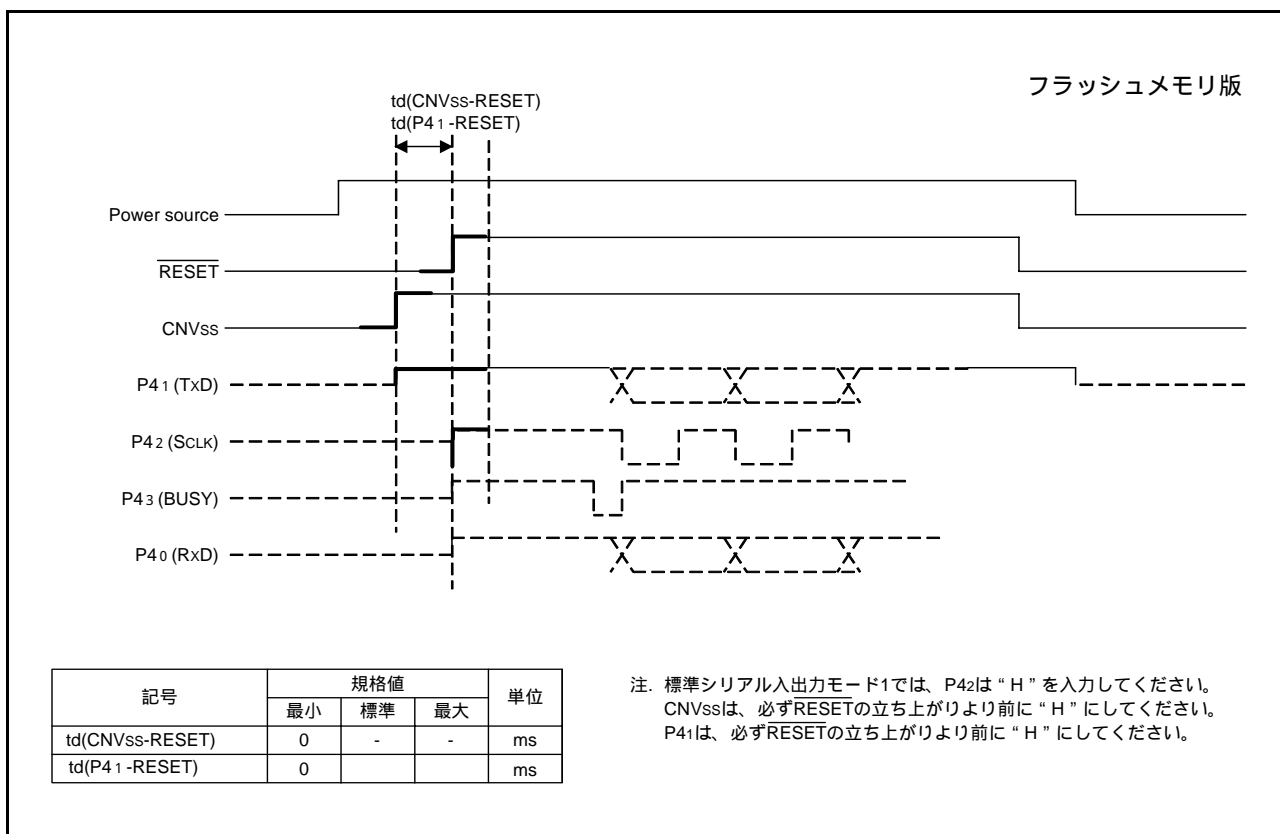 フラッシュメモリ版
td(CNVss-RESET)
td(P41-RESET)
Power source
RESET
CNVss
P41 (TxD)
P42 (SCLK)
P43 (BUSY)
P40 (RxD)
記号 規格値 単位
最小 標準 最大
td(CNVss-RESET) 0 - - ms
td(P41-RESET) 0 ms
注. 標準シリアル入出力モード1では、P42は“H”を入力してください。
CNVssは、必ずRESETの立ち上がりより前に“H”にしてください。
P41は、必ずRESETの立ち上がりより前に“H”にしてください。